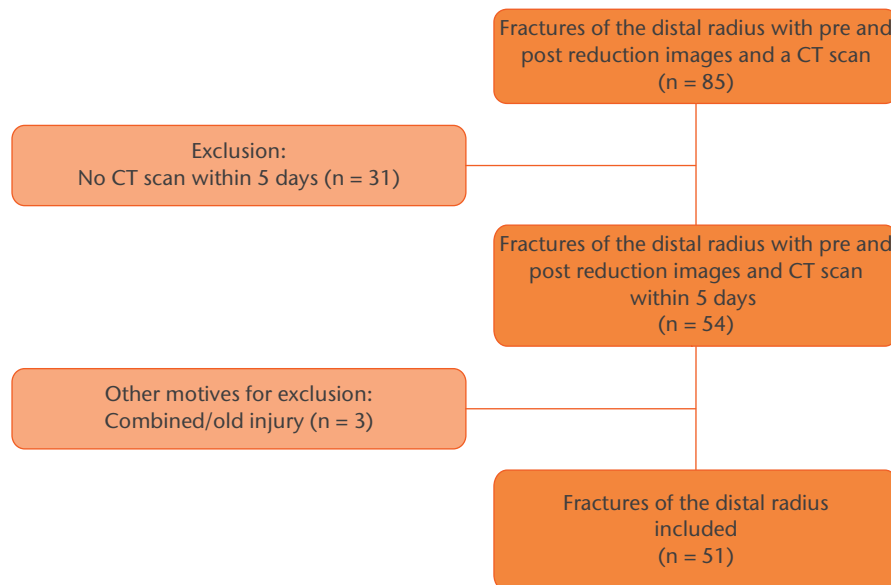 Fractures of the distal radius with pre and
post reduction images and a CT scan
(n = 85)
Exclusion:
No CT scan within 5 days (n = 31)
Fractures of the distal radius with pre and
post reduction images and CT scan
within 5 days
(n = 54)
Other motives for exclusion:
Combined/old injury (n = 3)
Fractures of the distal radius
included
(n = 51)